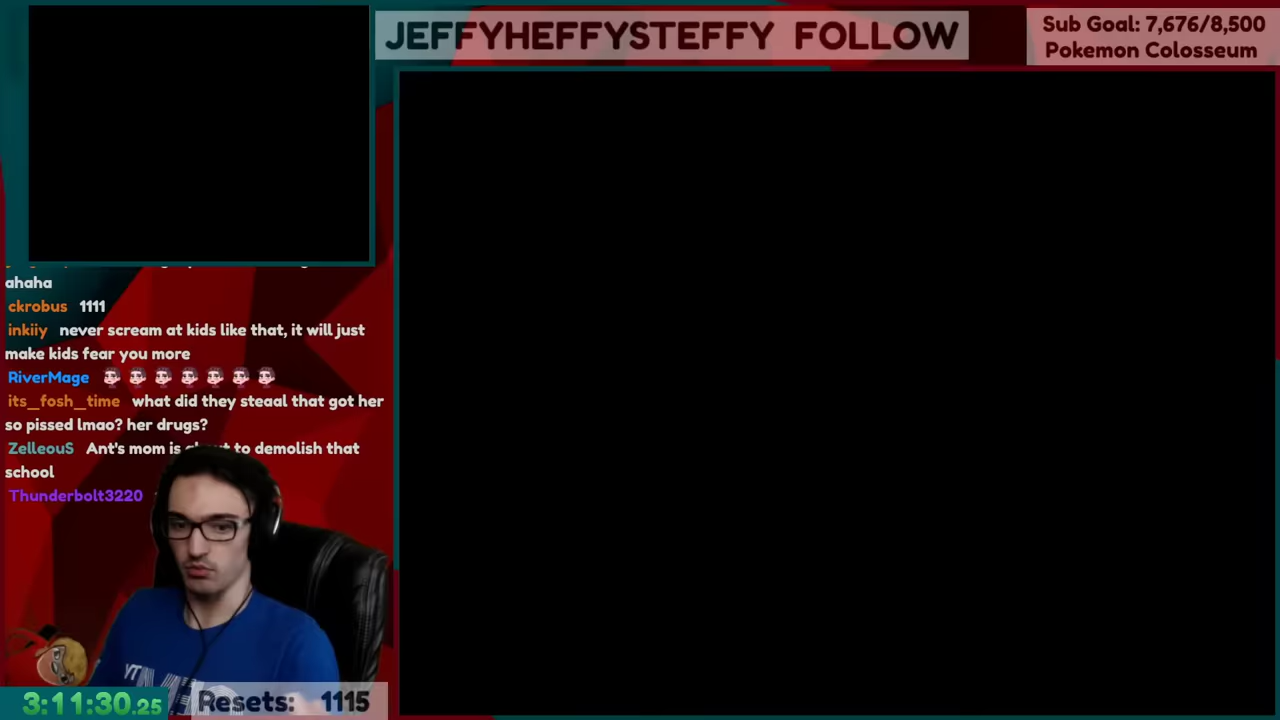 JEFFYHEFFYSTEFFY FOLLOW
Sub Goal: 7,676/8,500
Pokemon Colosseum
ahaha
ckrobus 1111
inkiiy never scream at kids like that, it will just
make kids fear you more
RiverMage
its_fosh_time what did they steaal that got her
so pissed lmao? her drugs?
ZelleouS Ant's mom is about to demolish that
school
Thunderbolt3220
3:11:30.25
Resets: 1115